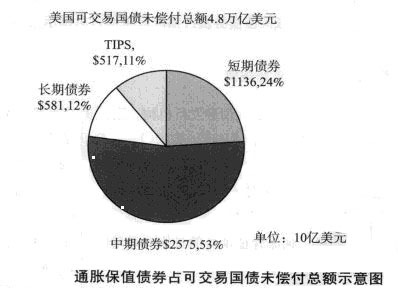 美国可交易国债未偿付总额4.8万亿美元
TIPS,
$517,11%
短期债券
$1136,24%
长期债券
$581,12%
中期债券$2575,53%
单位：10亿美元
通胀保值债券占可交易国债未偿付总额示意图